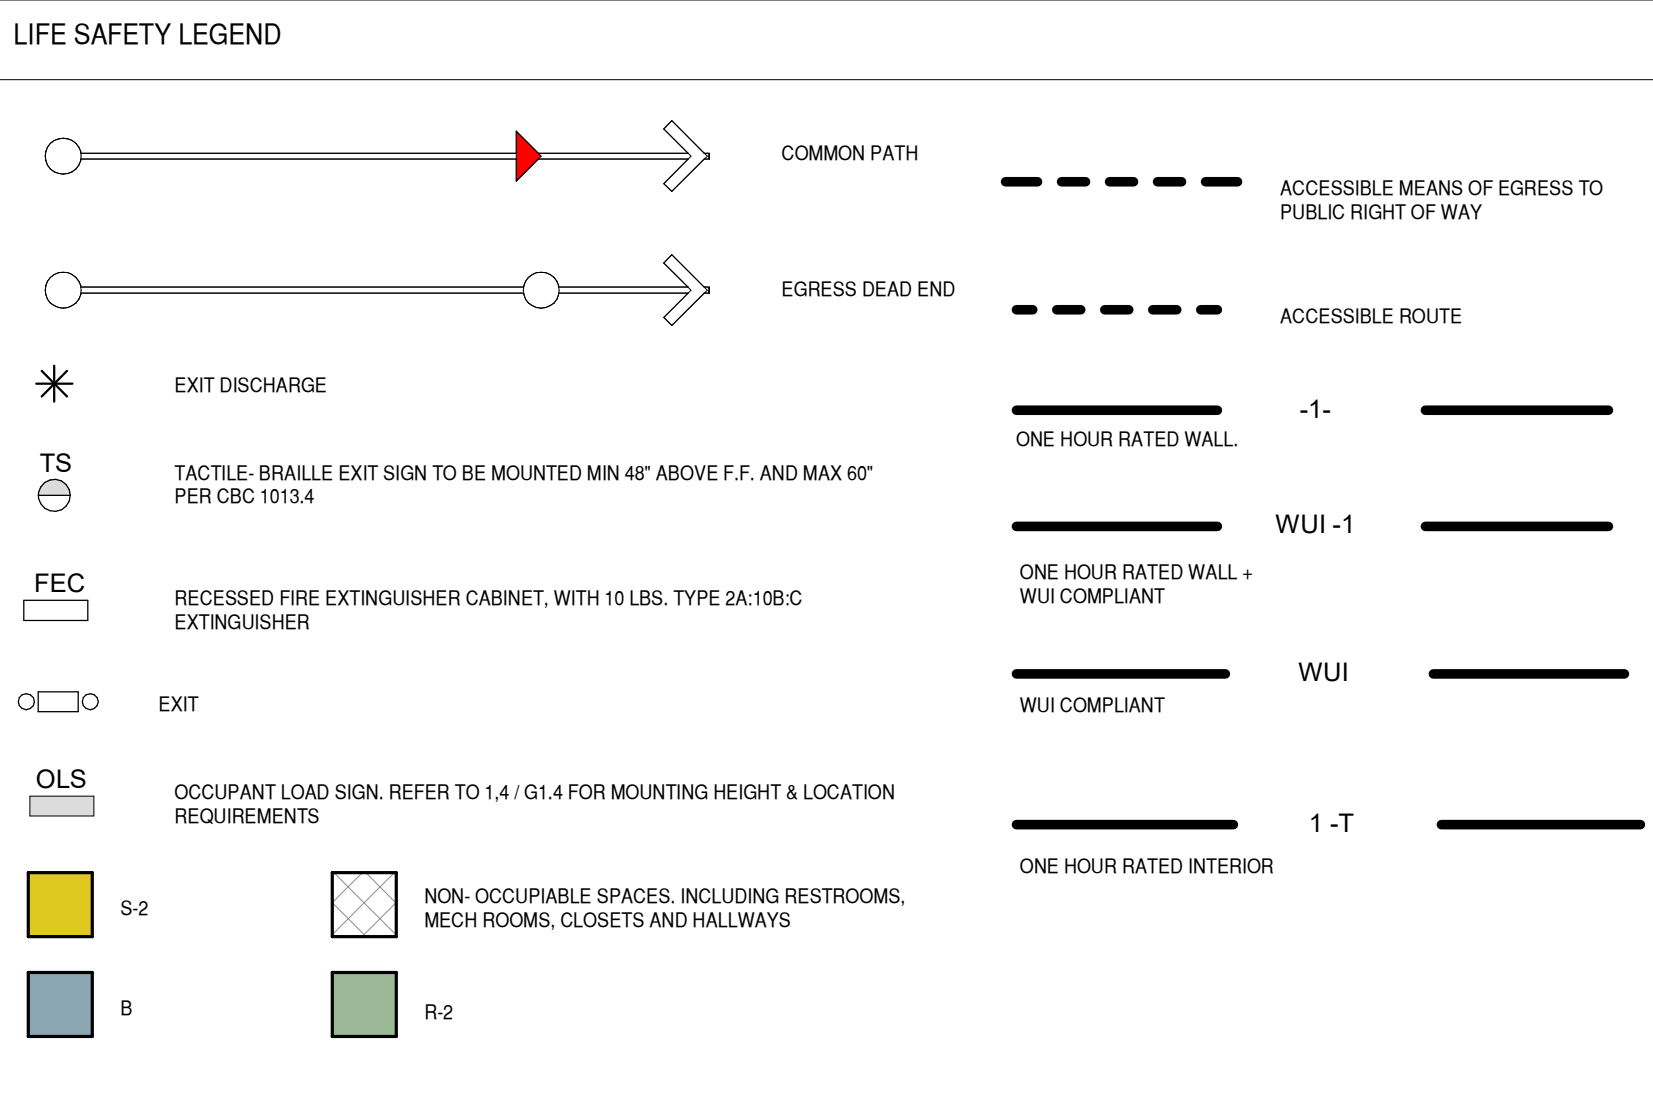 LIFE SAFETY LEGEND
COMMON PATH
EGRESS DEAD END
EXIT DISCHARGE
TS
TACTILE- BRAILLE EXIT SIGN TO BE MOUNTED MIN 48" ABOVE F.F. AND MAX 60"
PER CBC 1013.4
FEC
RECESSED FIRE EXTINGUISHER CABINET, WITH 10 LBS. TYPE 2A:10B:C
EXTINGUISHER
EXIT
OLS
OCCUPANT LOAD SIGN. REFER TO 1,4 / G1.4 FOR MOUNTING HEIGHT & LOCATION
REQUIREMENTS
S-2
NON- OCCUPIABLE SPACES. INCLUDING RESTROOMS,
MECH ROOMS, CLOSETS AND HALLWAYS
B
R-2
ACCESSIBLE MEANS OF EGRESS TO
PUBLIC RIGHT OF WAY
ACCESSIBLE ROUTE
-1-
ONE HOUR RATED WALL.
WUI -1
ONE HOUR RATED WALL +
WUI COMPLIANT
WUI
WUI COMPLIANT
1 -T
ONE HOUR RATED INTERIOR